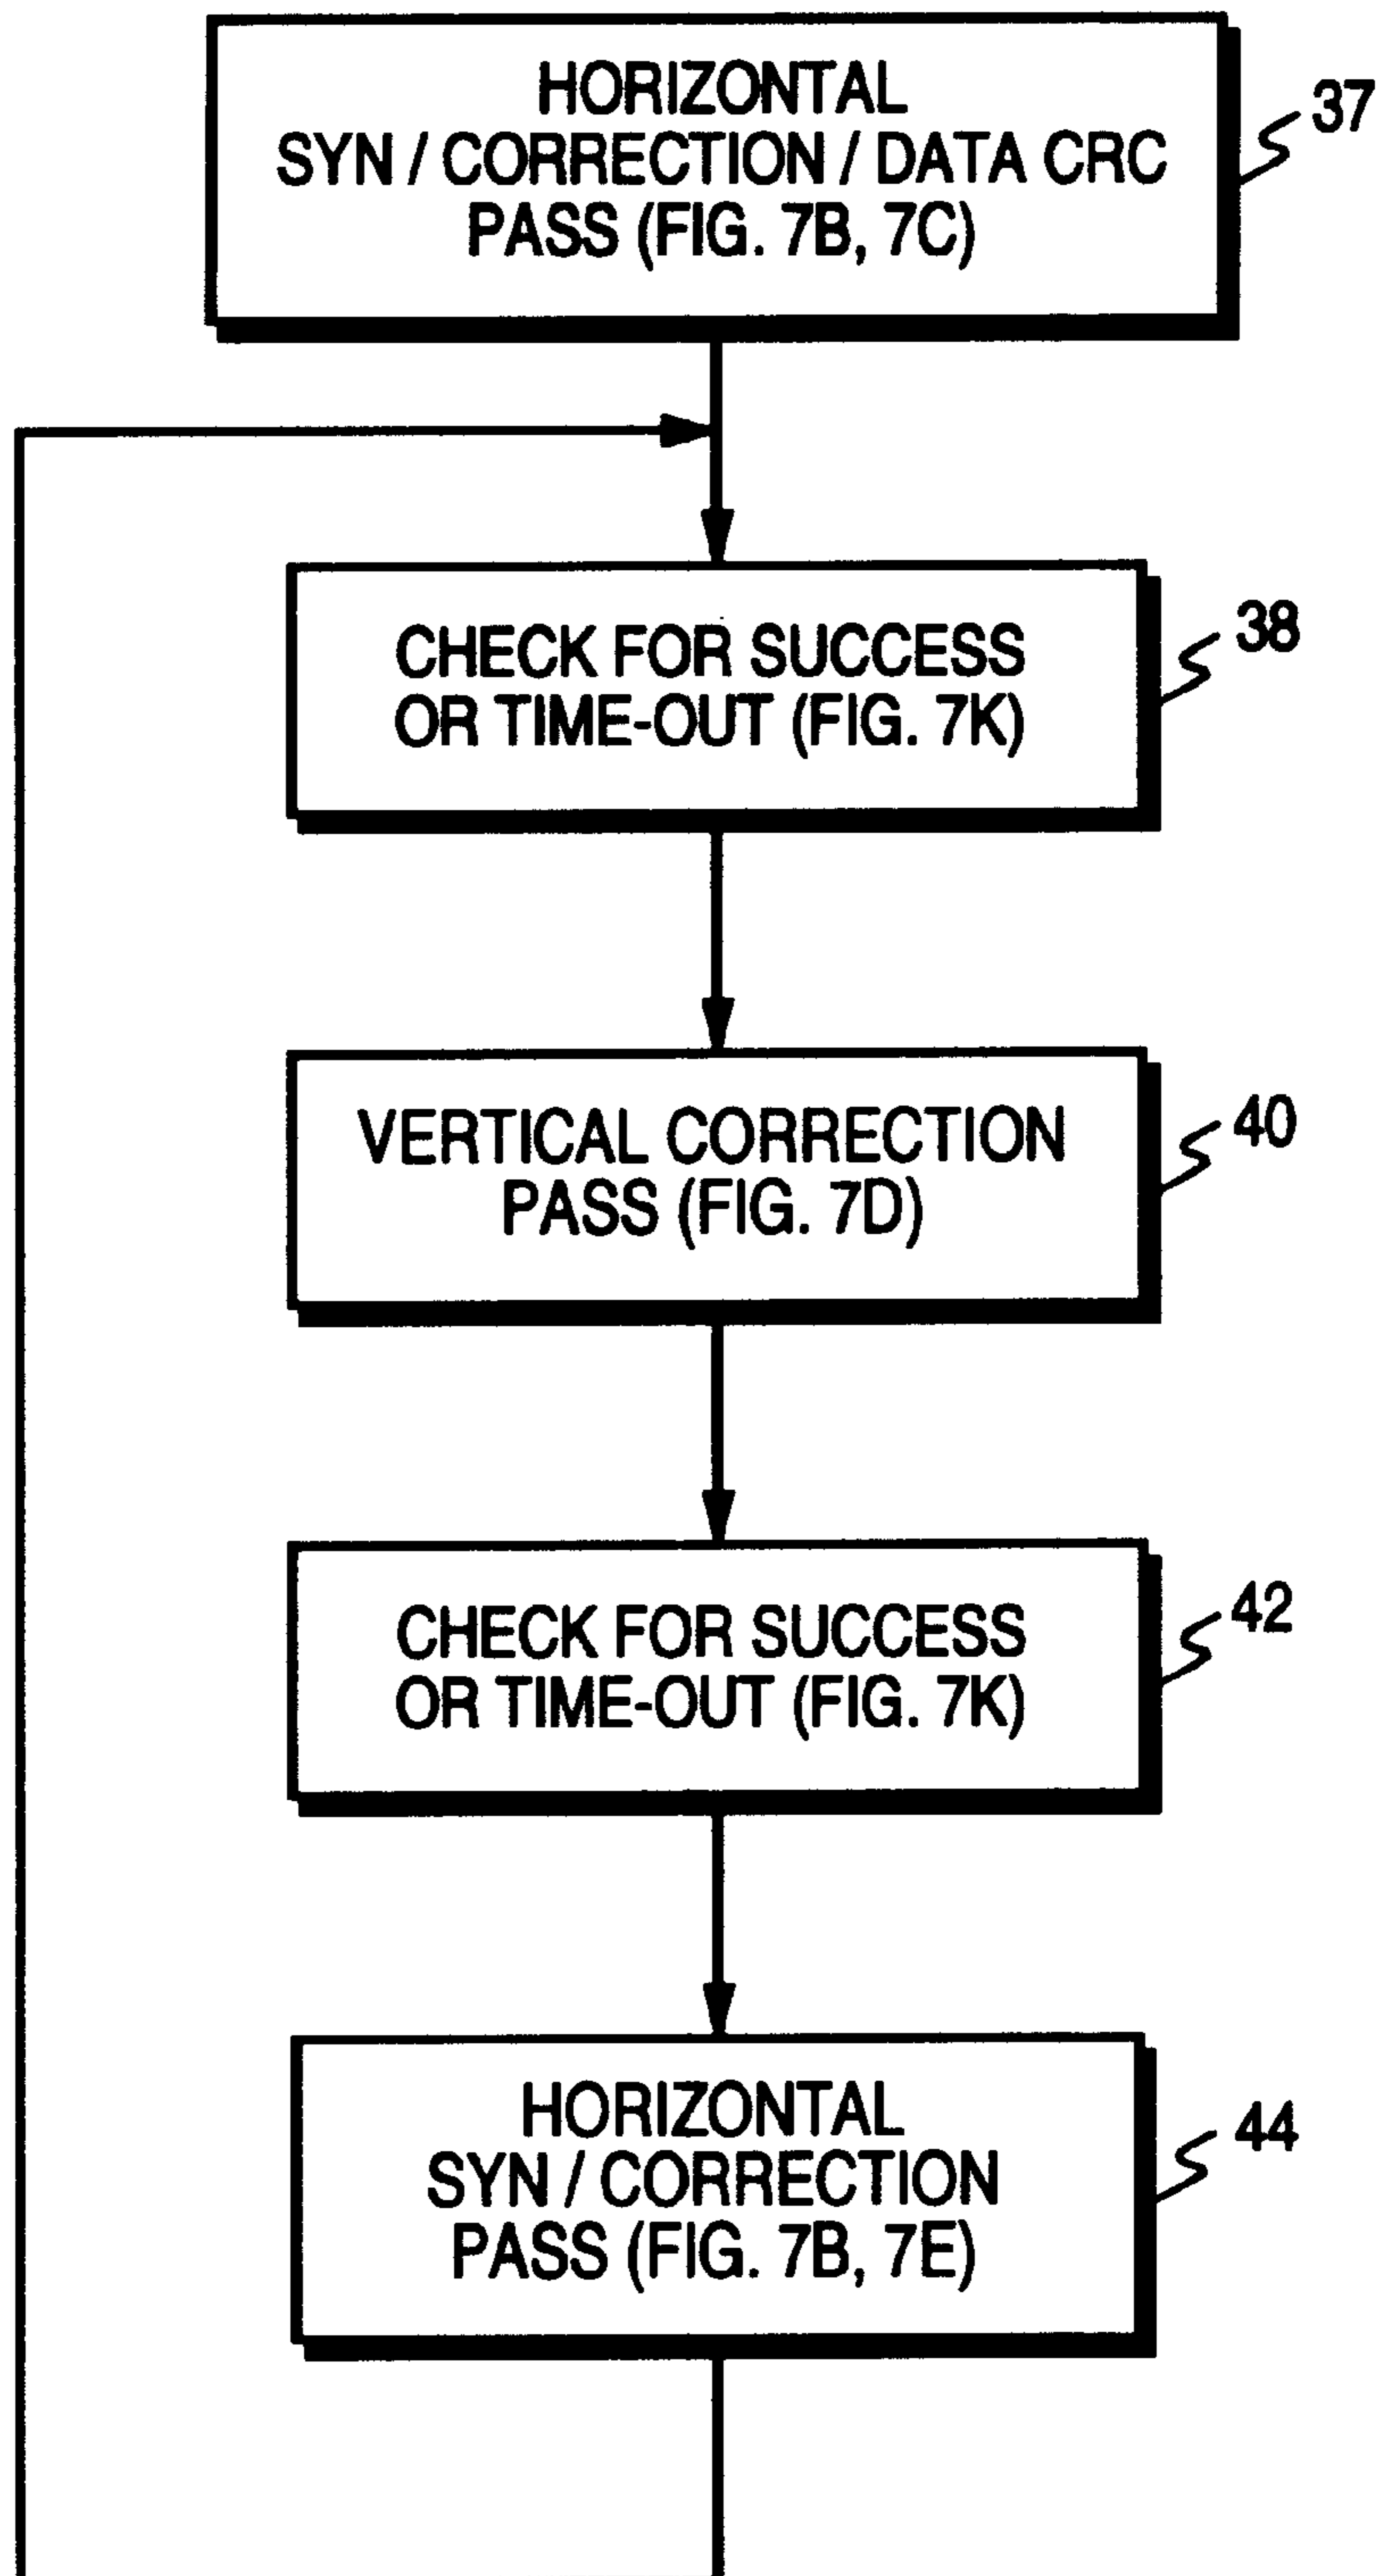 HORIZONTAL
SYN / CORRECTION / DATA CRC
PASS (FIG. 7B, 7C)
37
CHECK FOR SUCCESS
OR TIME-OUT (FIG. 7K)
38
VERTICAL CORRECTION
PASS (FIG. 7D)
40
CHECK FOR SUCCESS
OR TIME-OUT (FIG. 7K)
42
HORIZONTAL
SYN / CORRECTION
PASS (FIG. 7B, 7E)
44